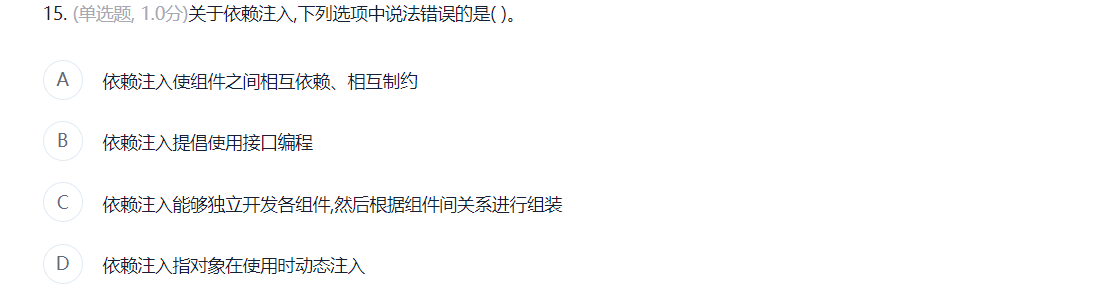 15. (单选题, 1.0分)关于依赖注入,下列选项中说法错误的是( )。
A 依赖注入使组件之间相互依赖、相互制约
B 依赖注入提倡使用接口编程
C 依赖注入能够独立开发各组件,然后根据组件间关系进行组装
D 依赖注入指对象在使用时动态注入